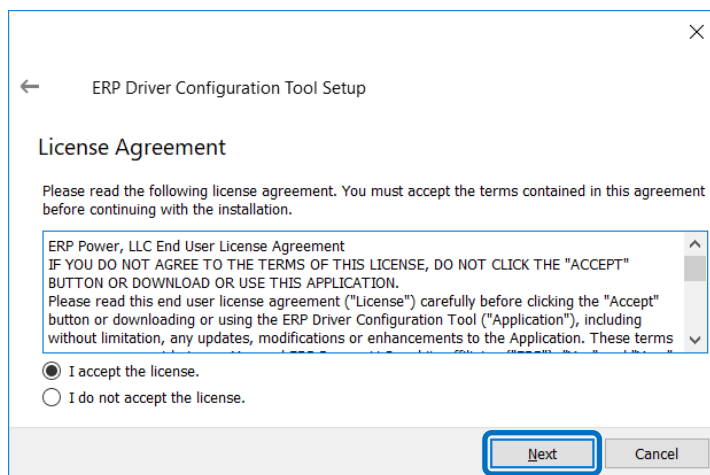 ERP Driver Configuration Tool Setup
License Agreement
Please read the following license agreement. You must accept the terms contained in this agreement
before continuing with the installation.
ERP Power, LLC End User License Agreement
IF YOU DO NOT AGREE TO THE TERMS OF THIS LICENSE, DO NOT CLICK THE "ACCEPT"
BUTTON OR DOWNLOAD OR USE THIS APPLICATION.
Please read this end user license agreement ("License") carefully before clicking the "Accept"
button or downloading or using the ERP Driver Configuration Tool ("Application"), including
without limitation, any updates, modifications or enhancements to the Application. These terms
I accept the license.
I do not accept the license.
Next
Cancel